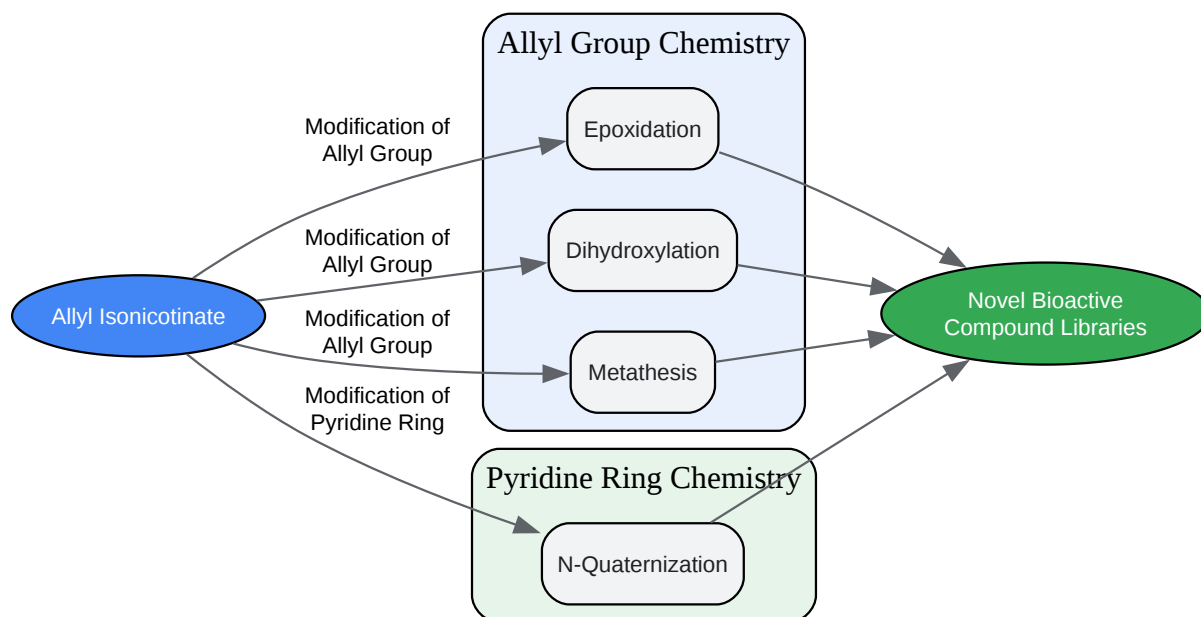 Allyl Group Chemistry
Modification of
Allyl Group
Epoxidation
Modification of
Allyl Group
Dihydroxylation
Allyl Isonicotinate
Novel Bioactive
Compound Libraries
Modification of
Allyl Group
Metathesis
Modification of
Pyridine Ring
Pyridine Ring Chemistry
N-Quaternization